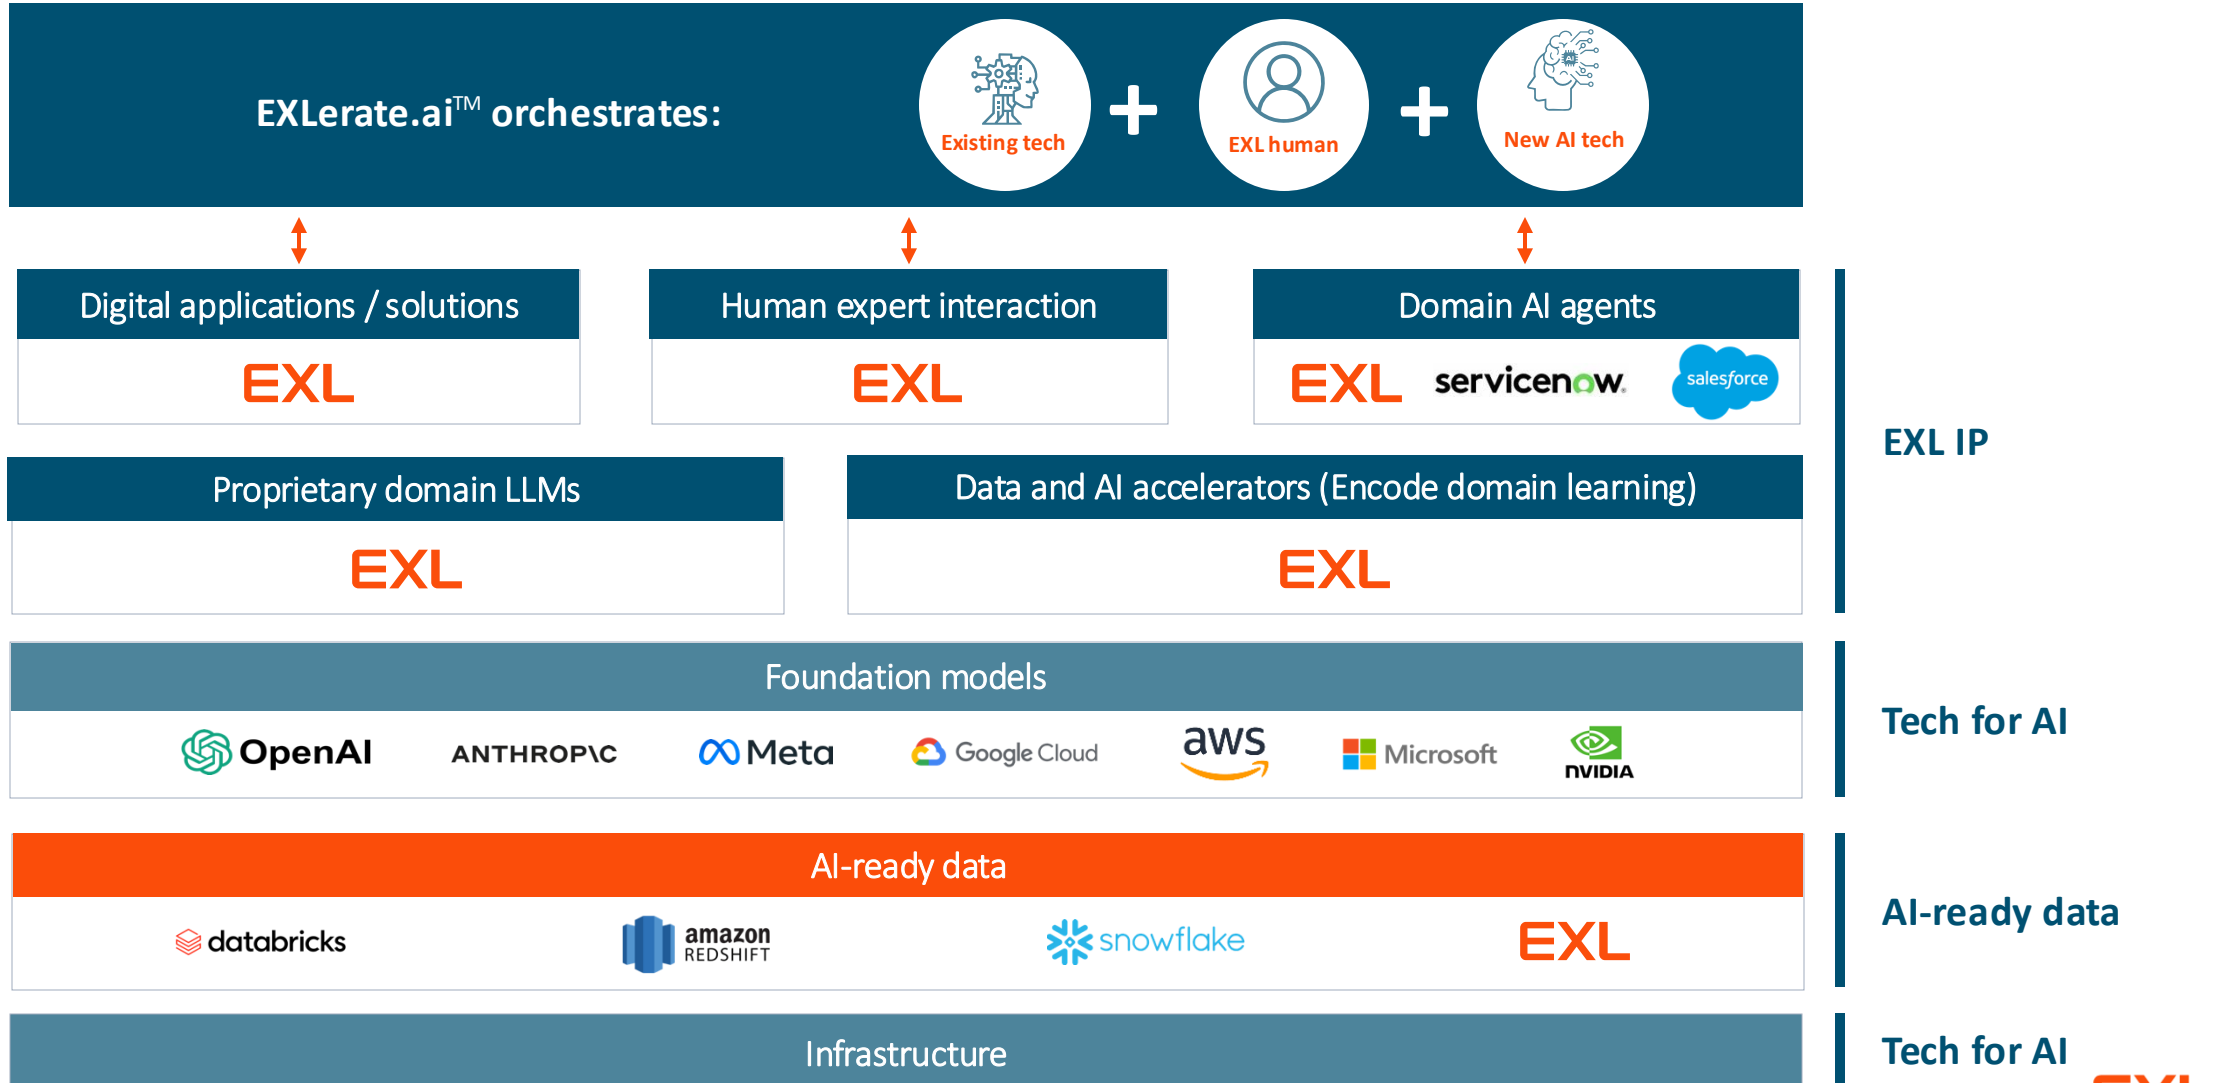 EXLerate.ai™ orchestrates:
Existing tech
EXL human
AI
New AI tech
Digital applications / solutions
EXL
Human expert interaction
EXL
Domain AI agents
EXL servicenow salesforce
EXL IP
Proprietary domain LLMs
EXL
Data and AI accelerators (Encode domain learning)
EXL
Foundation models
OpenAI ANTHROP\C Meta Google Cloud aws Microsoft NVIDIA
Tech for AI
AI-ready data
databricks amazon REDSHIFT snowflake EXL
AI-ready data
Infrastructure
Tech for AI